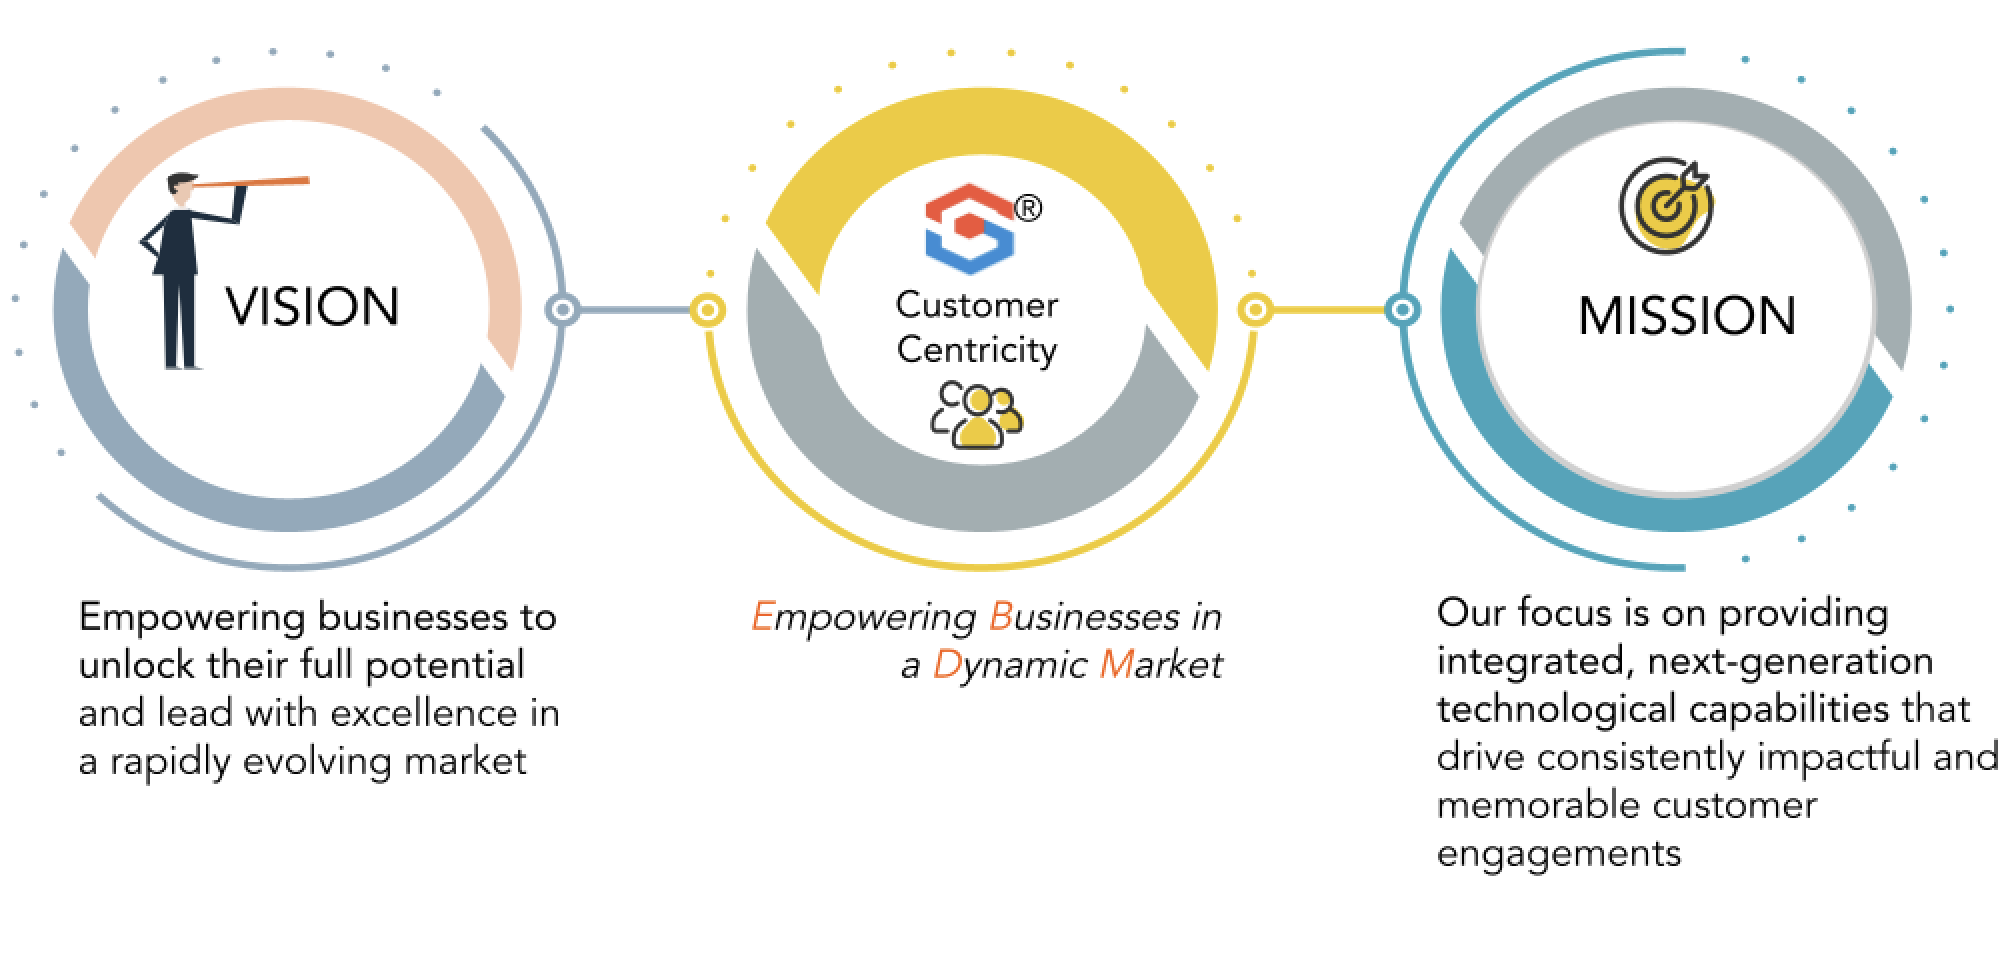 VISION
®
Customer
Centricity
MISSION
Empowering businesses to
unlock their full potential
and lead with excellence in
a rapidly evolving market
Empowering Businesses in
a Dynamic Market
Our focus is on providing
integrated, next-generation
technological capabilities that
drive consistently impactful and
memorable customer
engagements